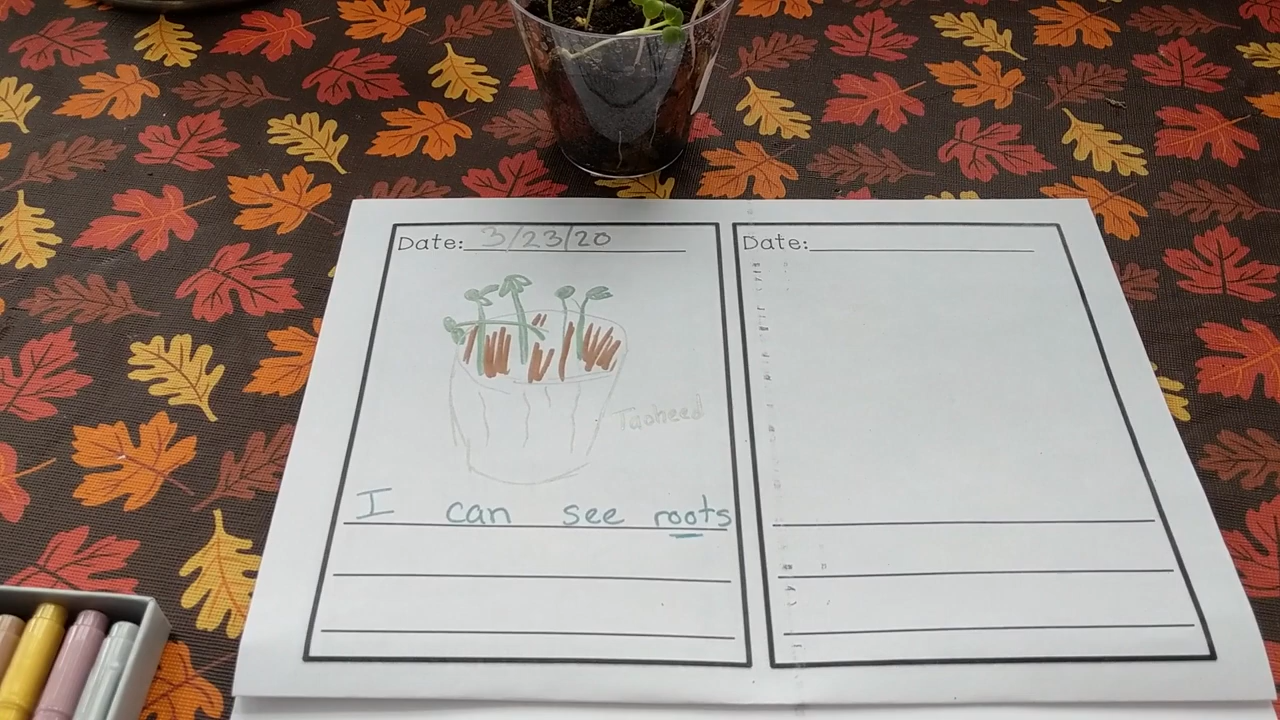 Date: 3/23/20
Taoheed
I can see roots
Date: